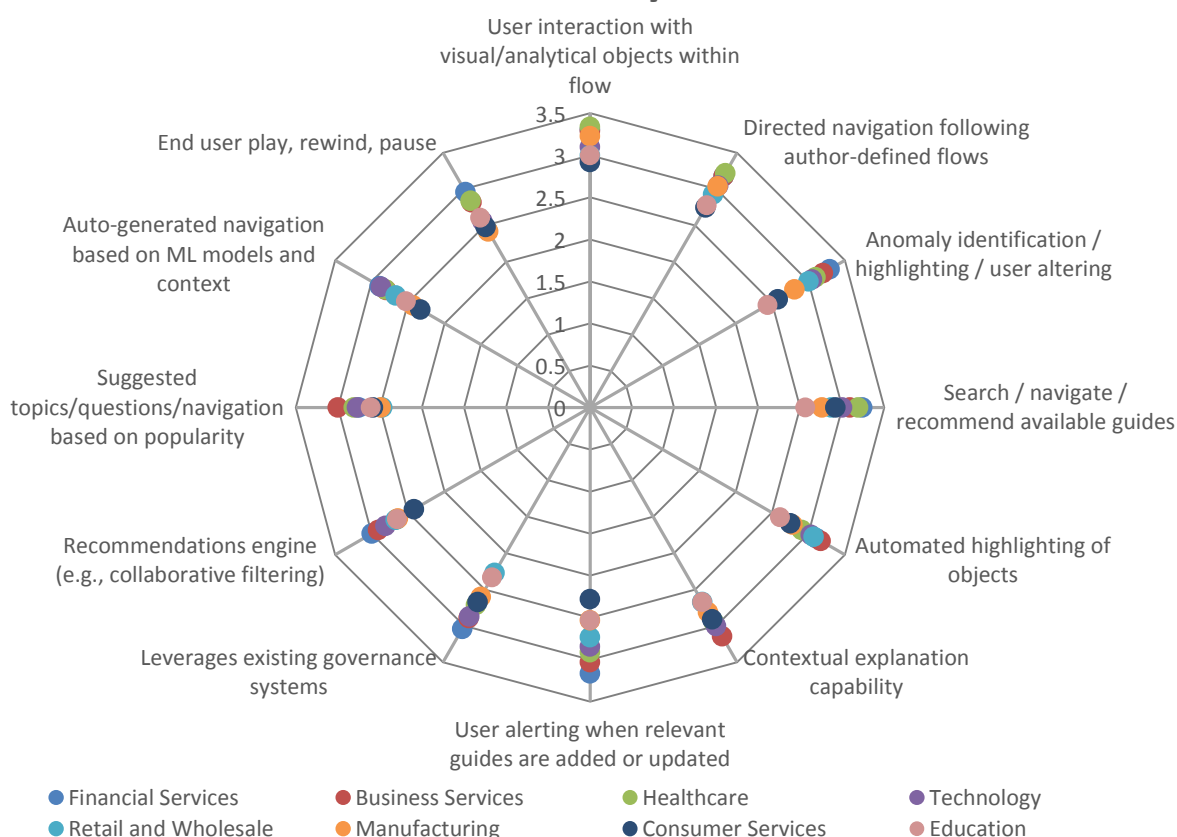 User interaction with
visual/analytical objects within
flow
Directed navigation following
author-defined flows
Anomaly identification /
highlighting / user altering
Search / navigate /
recommend available guides
Automated highlighting of
objects
Contextual explanation
capability
User alerting when relevant
guides are added or updated
Leverages existing governance
systems
Recommendations engine
(e.g., collaborative filtering)
Suggested
topics/questions/navigation
based on popularity
Auto-generated navigation
based on ML models and
context
End user play, rewind, pause
3.5
3
2.5
2
1.5
1
0.5
0
Financial Services
Business Services
Healthcare
Technology
Retail and Wholesale
Manufacturing
Consumer Services
Education